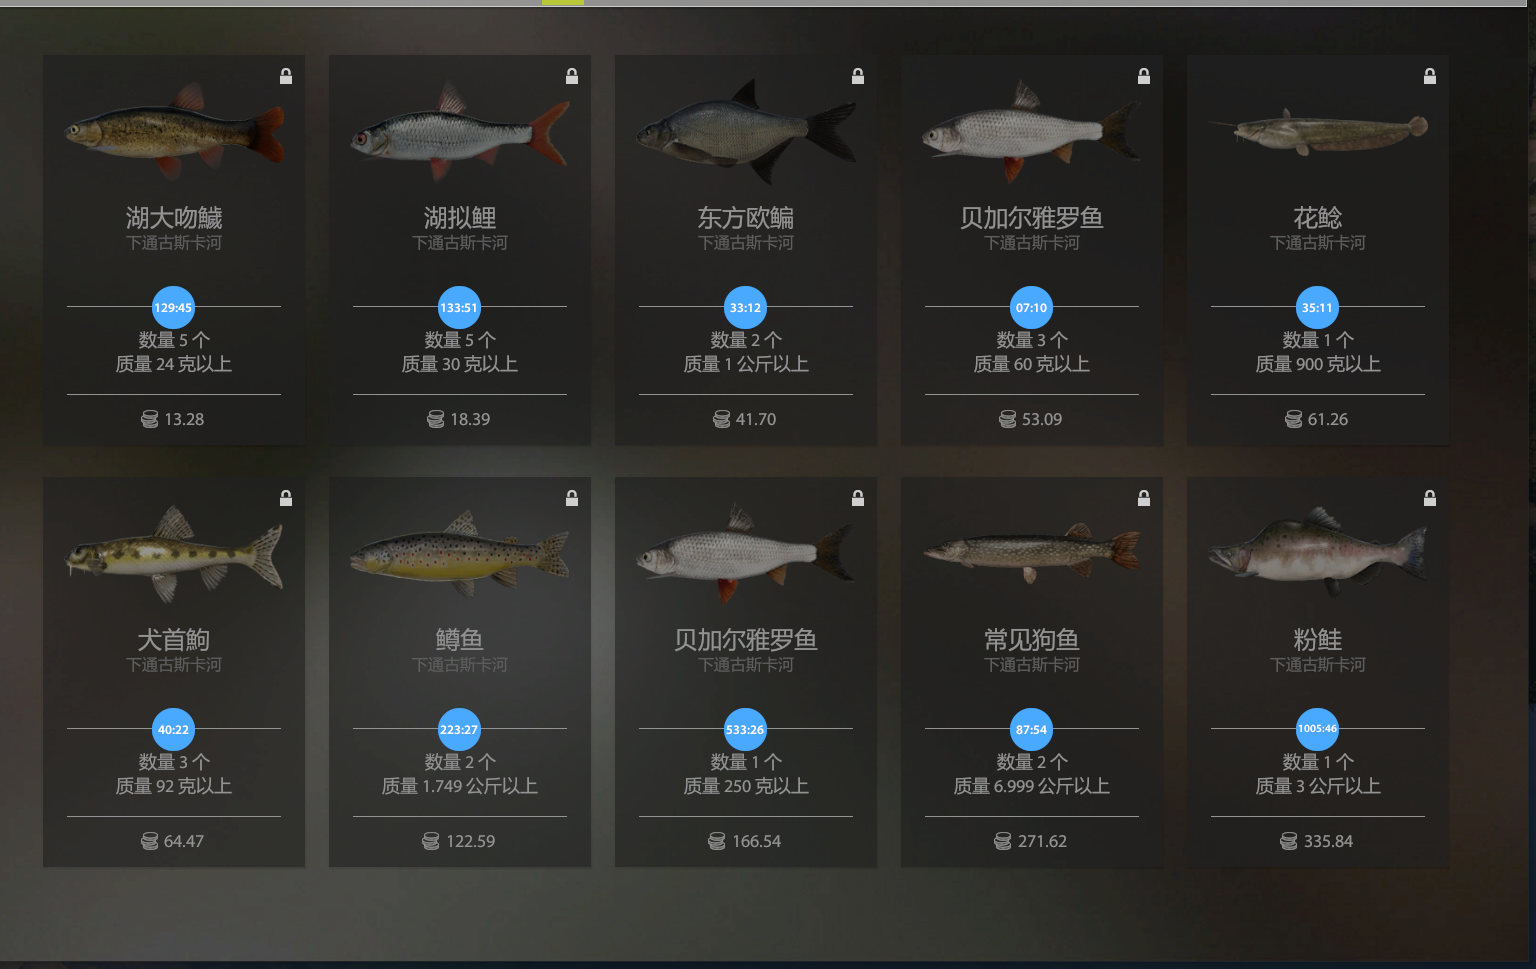 湖大吻鱥
下通古斯卡河
129:45
数量 5 个
质量 24 克以上
13.28
湖拟鲤
下通古斯卡河
133:51
数量 5 个
质量 30 克以上
18.39
东方欧鳊
下通古斯卡河
33:12
数量 2 个
质量 1 公斤以上
41.70
贝加尔雅罗鱼
下通古斯卡河
07:10
数量 3 个
质量 60 克以上
53.09
花鲶
下通古斯卡河
35:11
数量 1 个
质量 900 克以上
61.26
犬首鮈
下通古斯卡河
40:22
数量 3 个
质量 92 克以上
64.47
鳟鱼
下通古斯卡河
223:27
数量 2 个
质量 1.749 公斤以上
122.59
贝加尔雅罗鱼
下通古斯卡河
533:26
数量 1 个
质量 250 克以上
166.54
常见狗鱼
下通古斯卡河
87:54
数量 2 个
质量 6.999 公斤以上
271.62
粉鲑
下通古斯卡河
1005:46
数量 1 个
质量 3 公斤以上
335.84